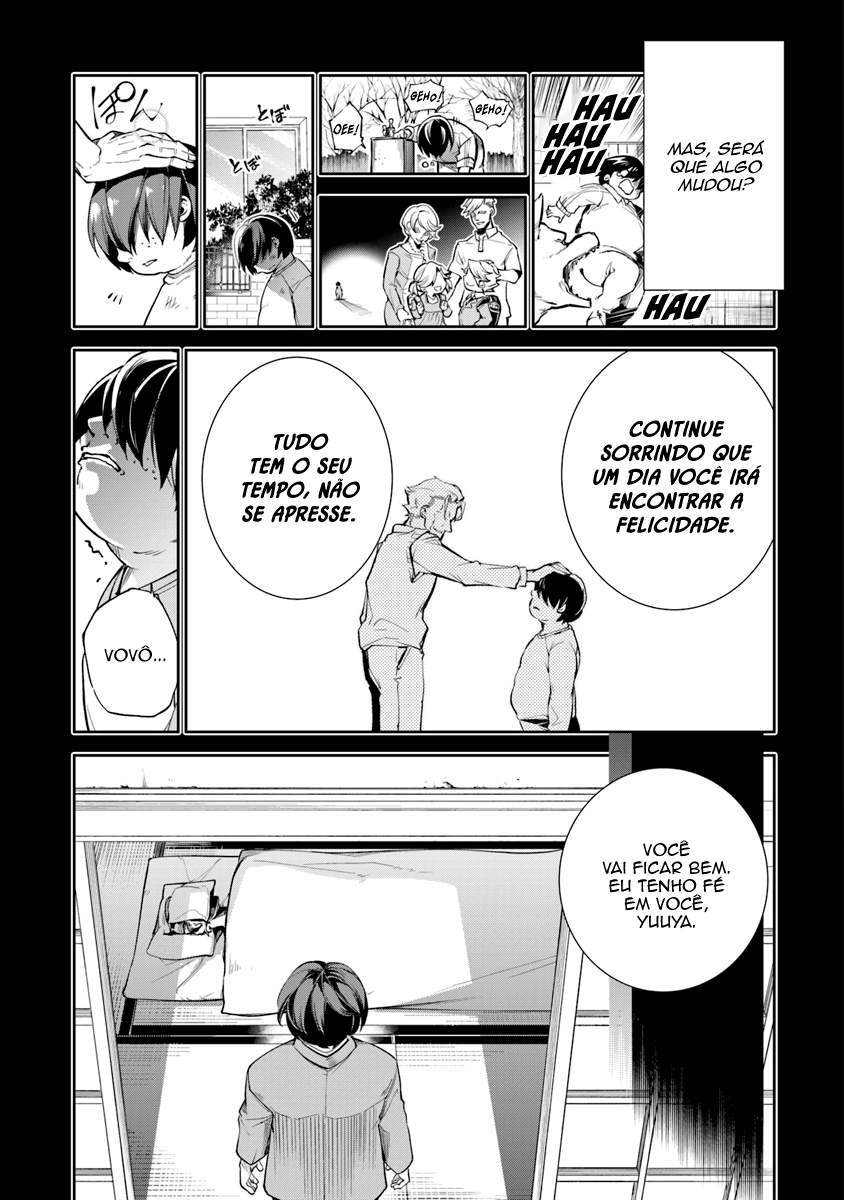 MAS, SERÁ
QUE ALGO
MUDOU?
HAU
HAU
HAU
HAU
GEHO!
GEHO!
OEE!
とぼ
とぼ
ぽん
CONTINUE
SORRINDO QUE
UM DIA VOCÊ IRÁ
ENCONTRAR A
FELICIDADE.
TUDO
TEM O SEU
TEMPO, NÃO
SE APRESSE.
VOVÔ...
VOCÊ
VAI FICAR BEM.
EU TENHO FÉ
EM VOCÊ,
YUUYA.